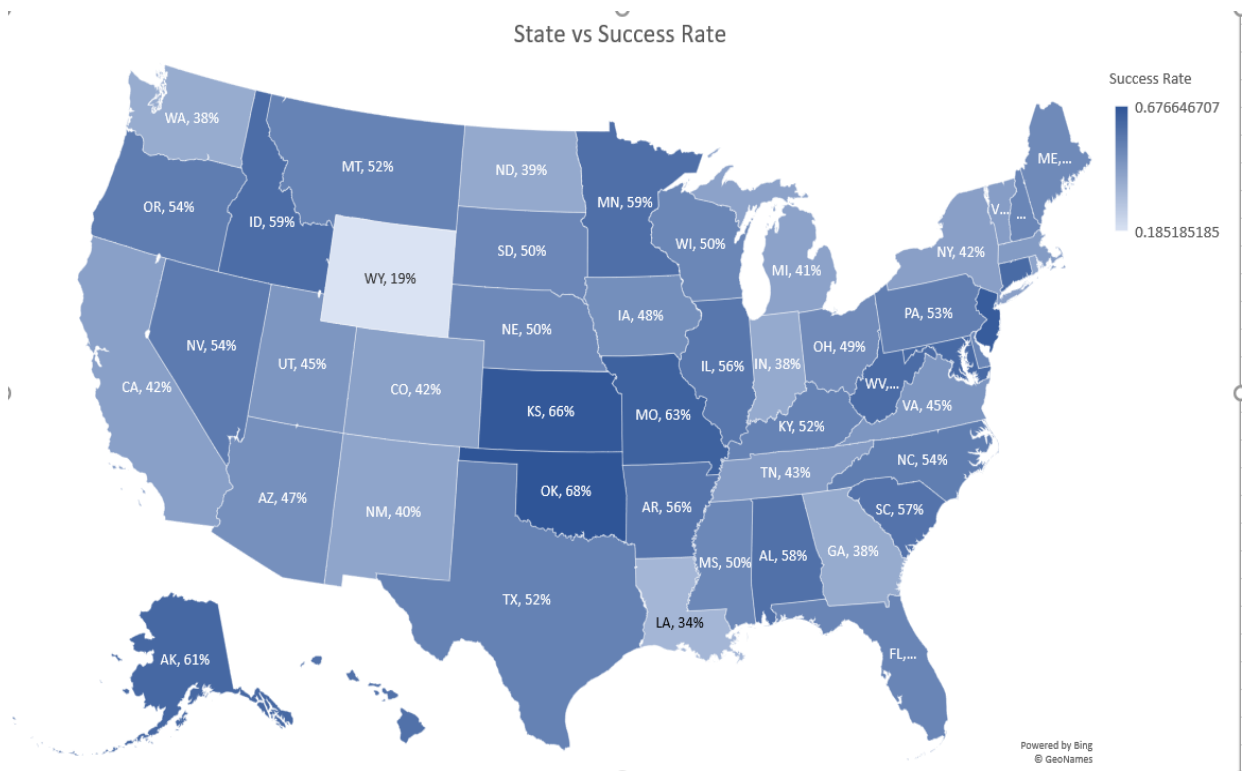 State vs Success Rate
Success Rate
0.676646707
0.185185185
WA, 38%
MT, 52%
ND, 39%
MN, 59%
ME,...
OR, 54%
ID, 59%
SD, 50%
WI, 50%
MI, 41%
NY, 42%
V...
...
WY, 19%
NE, 50%
IA, 48%
PA, 53%
NV, 54%
UT, 45%
CO, 42%
IL, 56%
IN, 38%
OH, 49%
CA, 42%
KS, 66%
MO, 63%
WV,...
VA, 45%
KY, 52%
AZ, 47%
NM, 40%
OK, 68%
AR, 56%
TN, 43%
NC, 54%
SC, 57%
MS, 50%
AL, 58%
GA, 38%
TX, 52%
LA, 34%
FL,...
AK, 61%
Powered by Bing
© GeoNames